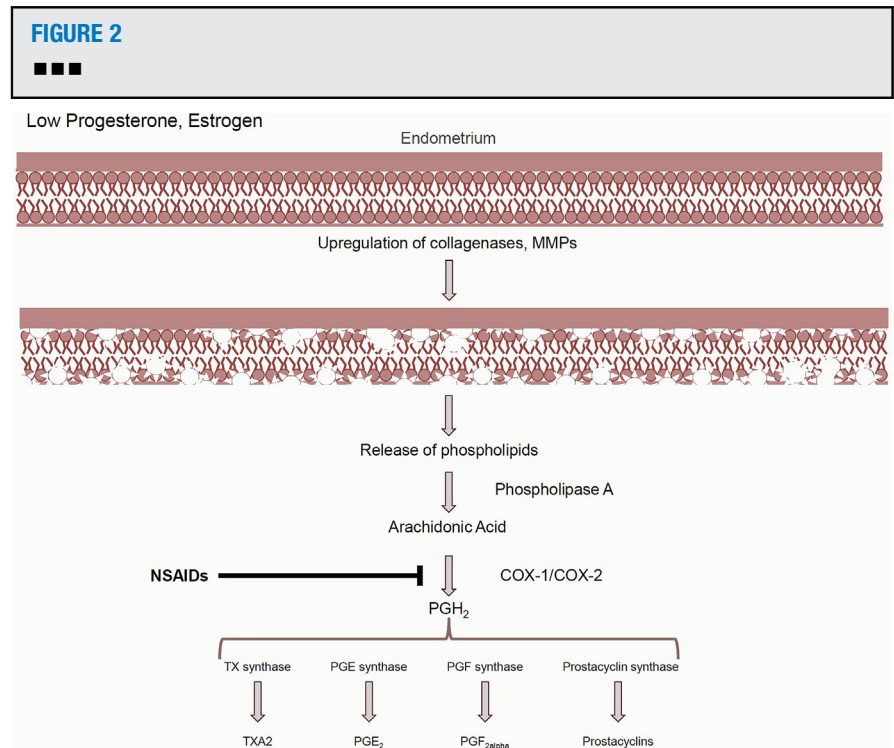 FIGURE 2
Low Progesterone, Estrogen
Endometrium
Upregulation of collagenases, MMPs
Release of phospholipids
Phospholipase A
Arachidonic Acid
NSAIDs
COX-1/COX-2
PGH₂
TX synthase PGE synthase PGF synthase Prostacyclin synthase
TXA2 PGE₂ PGF₂alpha Prostacyclins